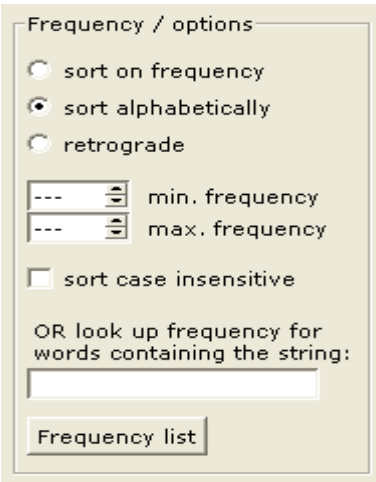 Frequency / options
sort on frequency
sort alphabetically
retrograde
--- min. frequency
--- max. frequency
sort case insensitive
OR look up frequency for
words containing the string:
Frequency list